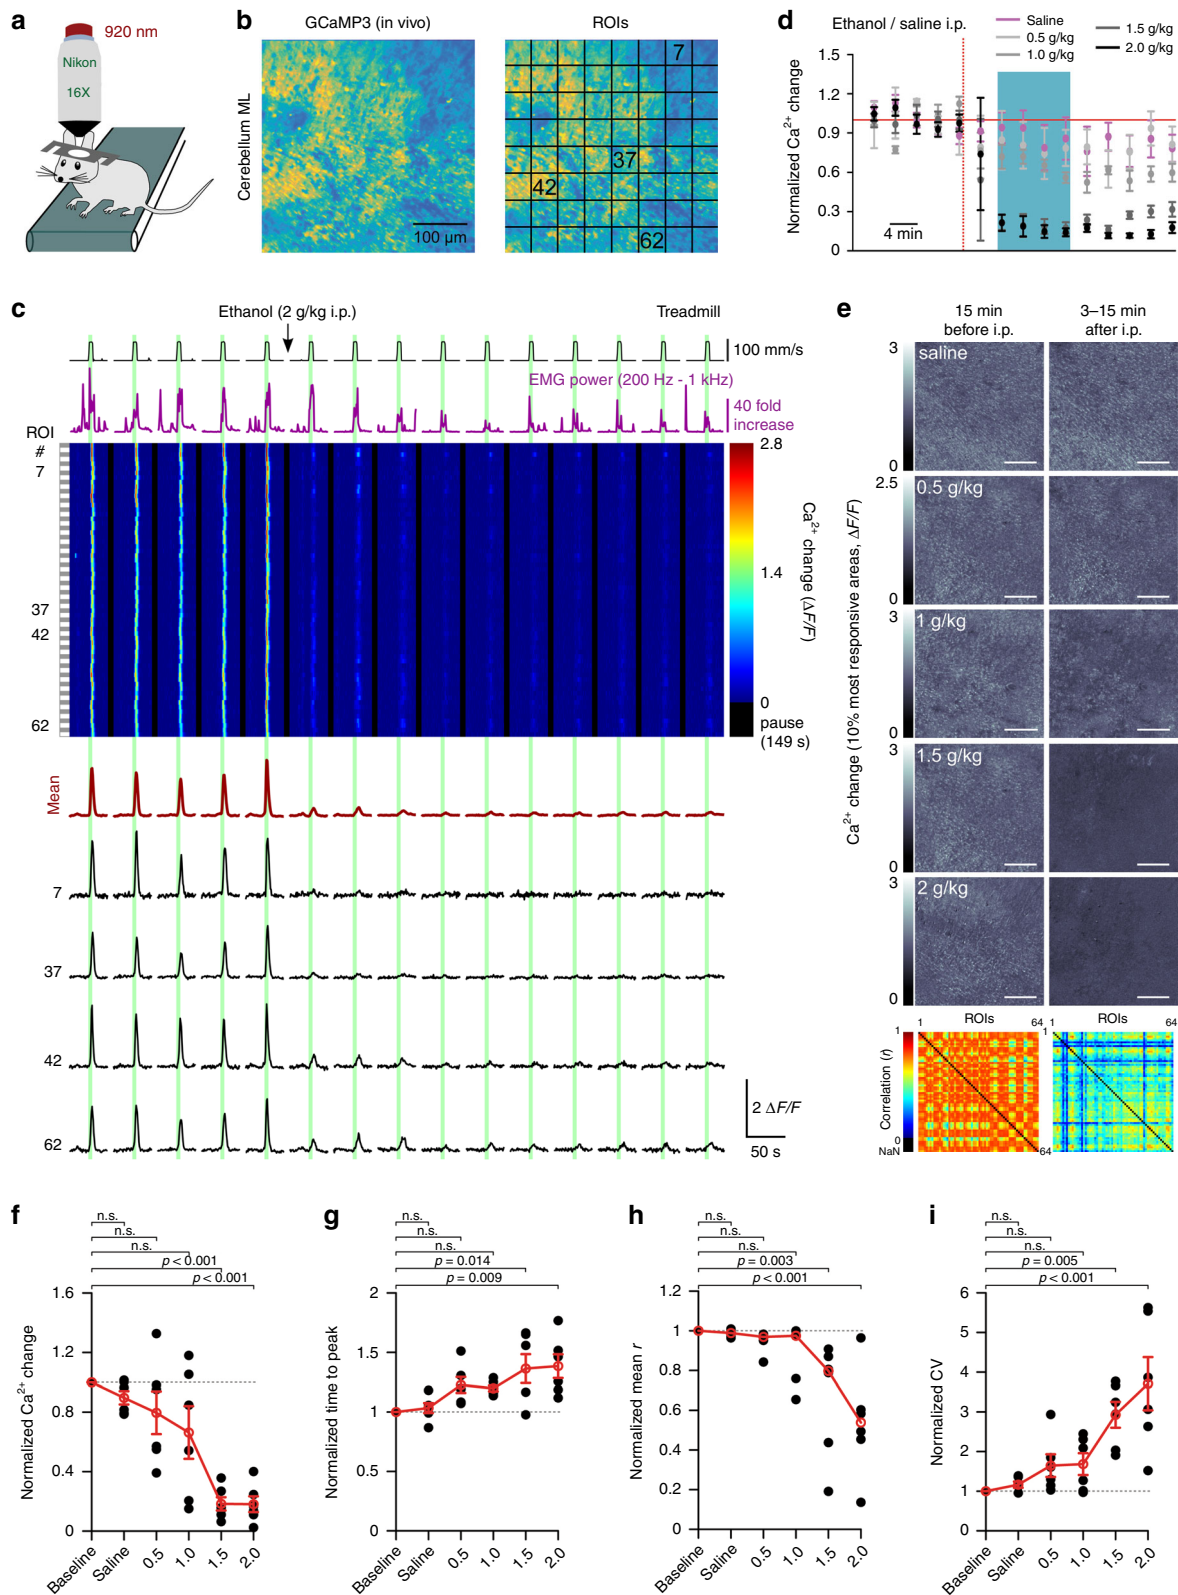 a
920 nm
Nikon
16X
b
GCaMP3 (in vivo)
ROIs
Cerebellum ML
100 µm
7
37
42
62
d
Ethanol / saline i.p.
Saline
0.5 g/kg
1.0 g/kg
1.5 g/kg
2.0 g/kg
Normalized Ca²⁺ change
1.5
1.2
0.9
0.6
0.3
0
4 min
c
Ethanol (2 g/kg i.p.)
Treadmill
100 mm/s
EMG power (200 Hz - 1 kHz)
40 fold
increase
ROI
#
7
37
42
62
2.8
1.4
0
Ca²⁺ change (ΔF/F)
pause
(149 s)
Mean
7
37
42
62
2 ΔF/F
50 s
e
15 min
before i.p.
3–15 min
after i.p.
Ca²⁺ change (10% most responsive areas, ΔF/F)
3
saline
0
2.5
0.5 g/kg
0
3
1 g/kg
0
3
1.5 g/kg
0
3
2 g/kg
0
ROIs
ROIs
1
64
1
64
1
Correlation (r)
0
NaN
64
1
64
f
n.s.
n.s.
n.s.
p < 0.001
p < 0.001
Normalized Ca²⁺ change
1.6
1.2
0.8
0.4
0
Baseline
Saline
0.5
1.0
1.5
2.0
g
n.s.
n.s.
n.s.
p = 0.014
p = 0.009
Normalized time to peak
2
1.5
1
0.5
0
Baseline
Saline
0.5
1.0
1.5
2.0
h
n.s.
n.s.
n.s.
p = 0.003
p < 0.001
Normalized mean r
1.2
1
0.8
0.6
0.4
0.2
0
Baseline
Saline
0.5
1.0
1.5
2.0
i
n.s.
n.s.
n.s.
p = 0.005
p < 0.001
Normalized CV
6
5
4
3
2
1
0
Baseline
Saline
0.5
1.0
1.5
2.0